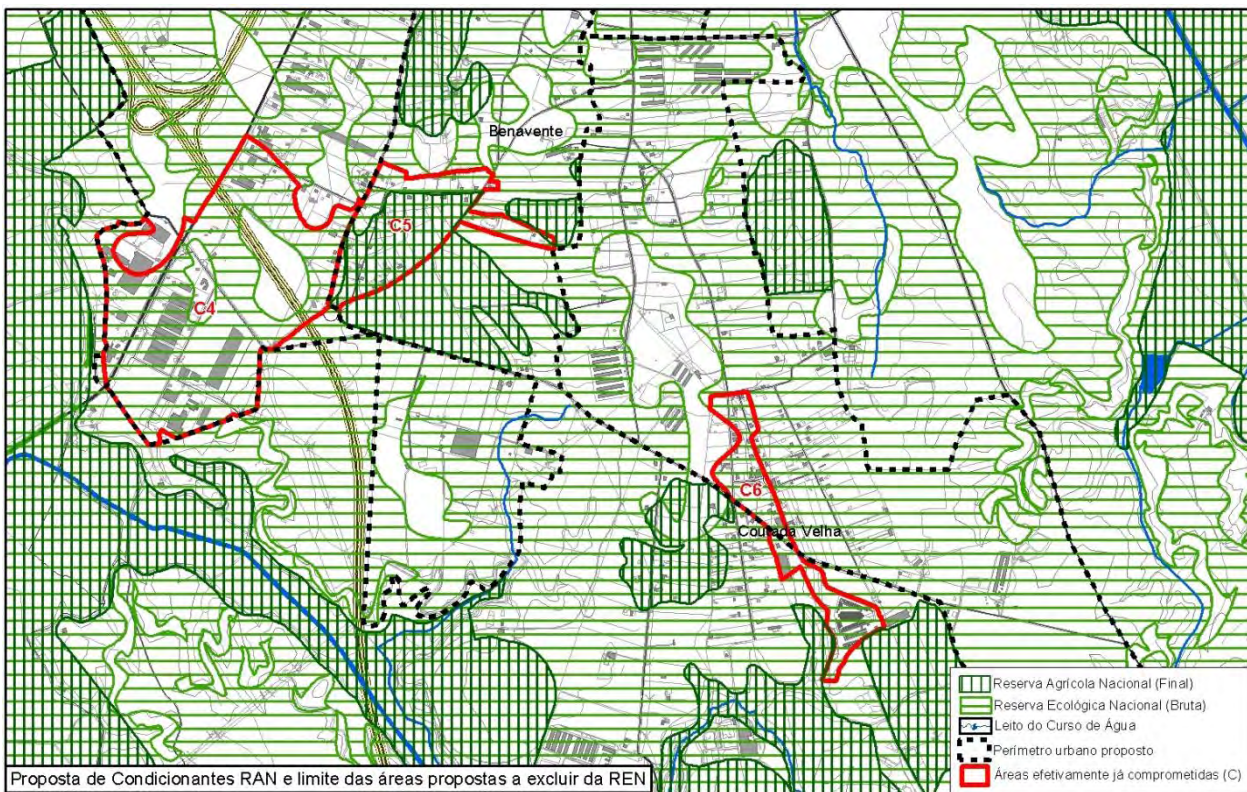 Benavente
C5
C4
C6
Coutada Velha
Reserva Agrícola Nacional (Final)
Reserva Ecológica Nacional (Bruta)
Leito do Curso de Água
Perímetro urbano proposto
Áreas efetivamente já comprometidas (C)
Proposta de Condicionantes RAN e limite das áreas propostas a excluir da REN